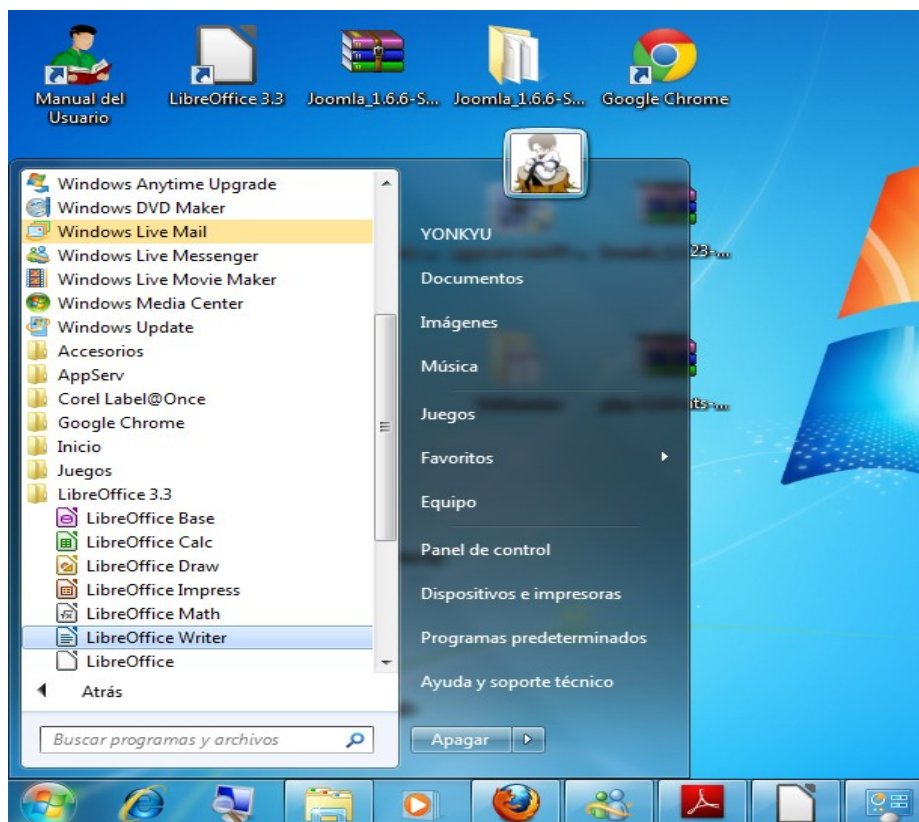 Manual del Usuario
LibreOffice 3.3
Joomla_1.6.6-S...
Joomla_1.6.6-S...
Google Chrome
23-...
ts-...
Windows Anytime Upgrade
Windows DVD Maker
Windows Live Mail
Windows Live Messenger
Windows Live Movie Maker
Windows Media Center
Windows Update
Accesorios
AppServ
Corel Label@Once
Google Chrome
Inicio
Juegos
LibreOffice 3.3
LibreOffice Base
LibreOffice Calc
LibreOffice Draw
LibreOffice Impress
LibreOffice Math
LibreOffice Writer
LibreOffice
Atrás
Buscar programas y archivos
YONKYU
Documentos
Imágenes
Música
Juegos
Favoritos
Equipo
Panel de control
Dispositivos e impresoras
Programas predeterminados
Ayuda y soporte técnico
Apagar